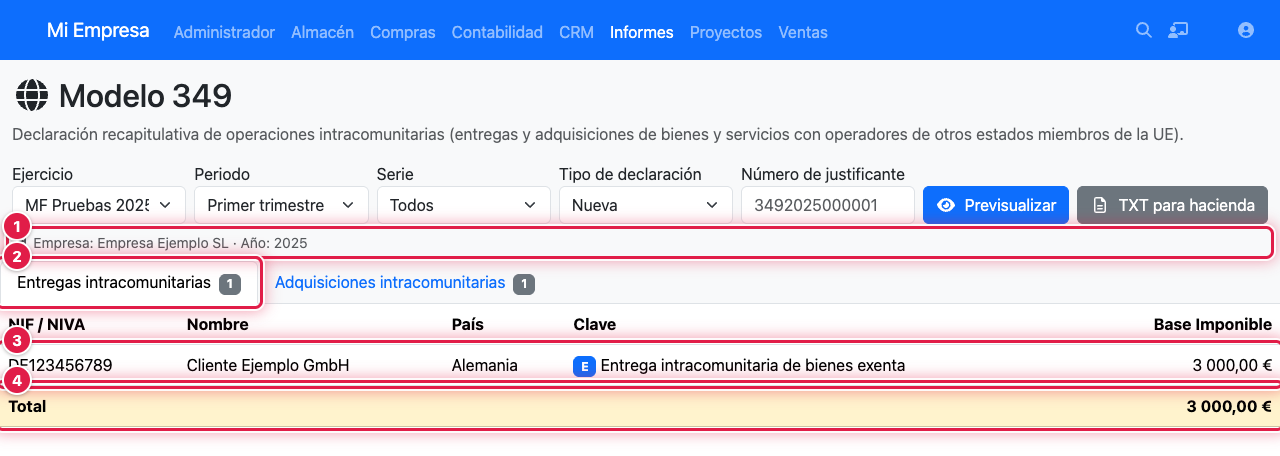 Mi Empresa Administrador Almacén Compras Contabilidad CRM Informes Proyectos Ventas
Modelo 349
Declaración recapitulativa de operaciones intracomunitarias (entregas y adquisiciones de bienes y servicios con operadores de otros estados miembros de la UE).
Ejercicio Periodo Serie Tipo de declaración Número de justificante
MF Pruebas 2025 Primer trimestre Todos Nueva 3492025000001 Previsualizar TXT para hacienda
1
Empresa: Empresa Ejemplo SL · Año: 2025
2
Entregas intracomunitarias 1 Adquisiciones intracomunitarias 1
NIF / NIVA Nombre País Clave Base Imponible
3
DE123456789 Cliente Ejemplo GmbH Alemania E Entrega intracomunitaria de bienes exenta 3 000,00 €
4
Total 3 000,00 €